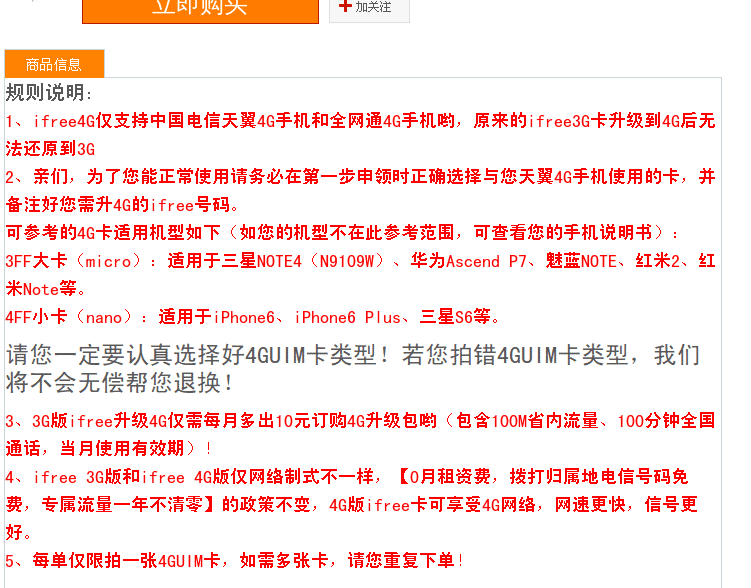 立即购买
加关注
商品信息
规则说明：
1、ifree4G仅支持中国电信天翼4G手机和全网通4G手机哟，原来的ifree3G卡升级到4G后无
法还原到3G
2、亲们，为了您能正常使用请务必在第一步申领时正确选择与您天翼4G手机使用的卡，并
备注好您需升4G的ifree号码。
可参考的4G卡适用机型如下（如您的机型不在此参考范围，可查看您的手机说明书）：
3FF大卡（micro）：适用于三星NOTE4（N9109W）、华为Ascend P7、魅蓝NOTE、红米2、红
米Note等。
4FF小卡（nano）：适用于iPhone6、iPhone6 Plus、三星S6等。
请您一定要认真选择好4GUIM卡类型！若您拍错4GUIM卡类型，我们
将不会无偿帮您退换！
3、3G版ifree升级4G仅需每月多出10元订购4G升级包哟（包含100M省内流量、100分钟全国
通话，当月使用有效期）！
4、ifree 3G版和ifree 4G版仅网络制式不一样，【0月租资费，拨打归属地电信号码免
费，专属流量一年不清零】的政策不变，4G版ifree卡可享受4G网络，网速更快，信号更
好。
5、每单仅限拍一张4GUIM卡，如需多张卡，请您重复下单！